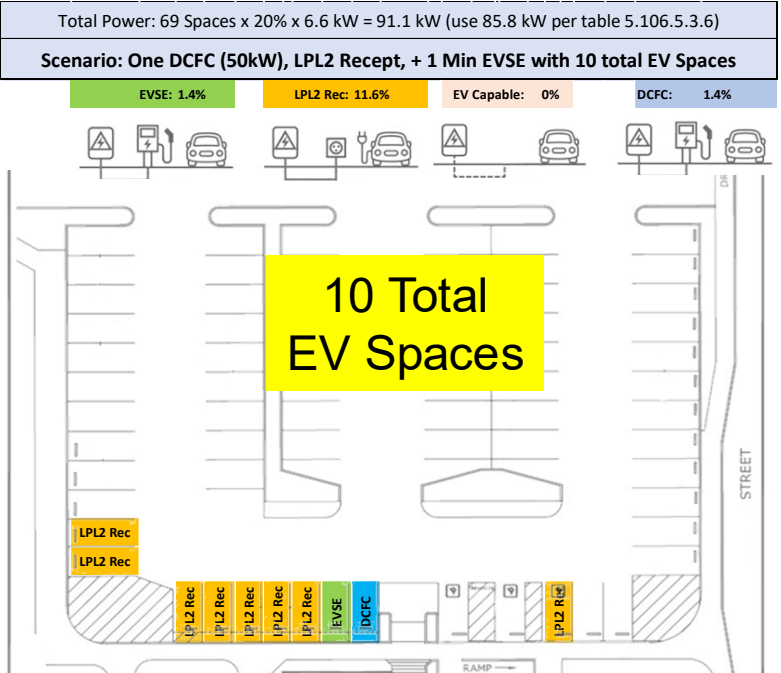 Total Power: 69 Spaces x 20% x 6.6 kW = 91.1 kW (use 85.8 kW per table 5.106.5.3.6)
Scenario: One DCFC (50kW), LPL2 Recept, + 1 Min EVSE with 10 total EV Spaces
EVSE: 1.4%
LPL2 Rec: 11.6%
EV Capable: 0%
DCFC: 1.4%
10 Total
EV Spaces
STREET
LPL2 Rec
LPL2 Rec
LPL2 Rec
LPL2 Rec
LPL2 Rec
LPL2 Rec
LPL2 Rec
EVSE
DCFC
LPL2 Rec
RAMP